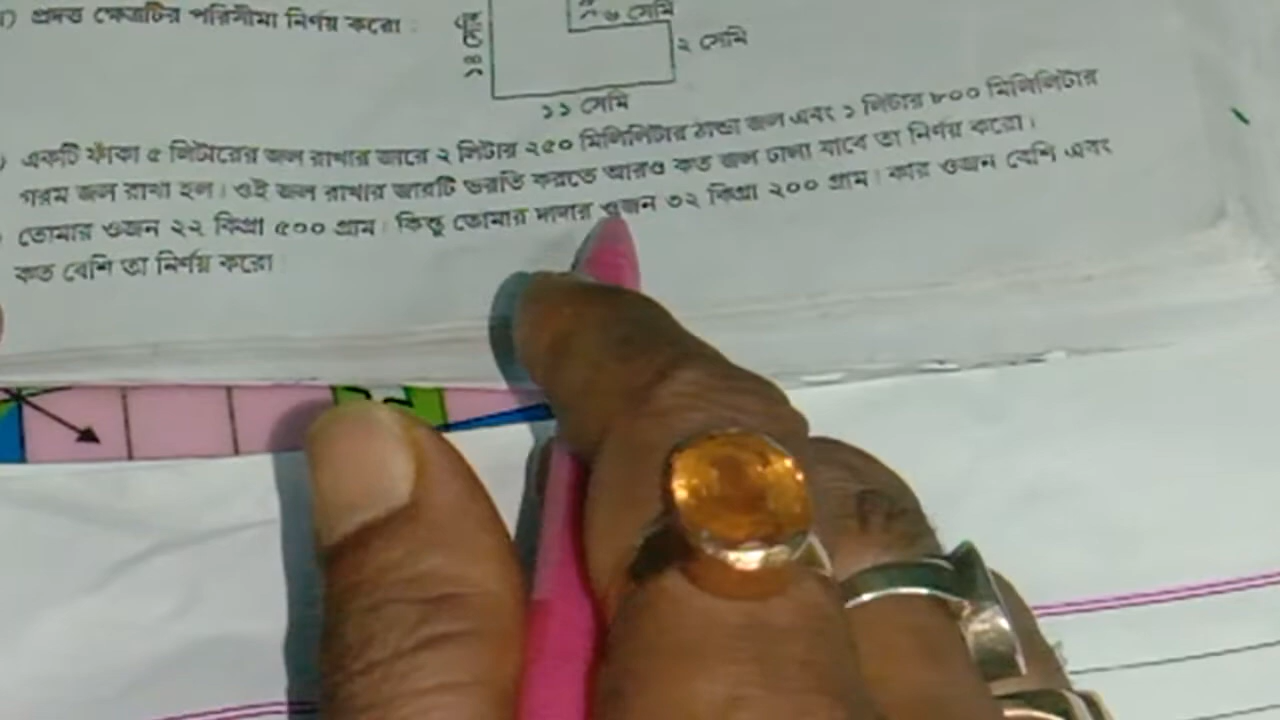 প্রদত্ত ক্ষেত্রটির পরিসীমা নির্ণয় করো :
৬ সেমি
২ সেমি
১১ সেমি
একটি ফাঁকা ৫ লিটারের জল রাখার জারে ২ লিটার ২৫০ মিলিলিটার ঠান্ডা জল এবং ১ লিটার ৮০০ মিলিলিটার
গরম জল রাখা হল। ওই জল রাখার জারটি ভরতি করতে আরও কত জল ঢালা যাবে তা নির্ণয় করো।
তোমার ওজন ২২ কিগ্রা ৫০০ গ্রাম। কিন্তু তোমার দাদার ওজন ৩২ কিগ্রা ২০০ গ্রাম। কার ওজন বেশি এবং
কত বেশি তা নির্ণয় করো।